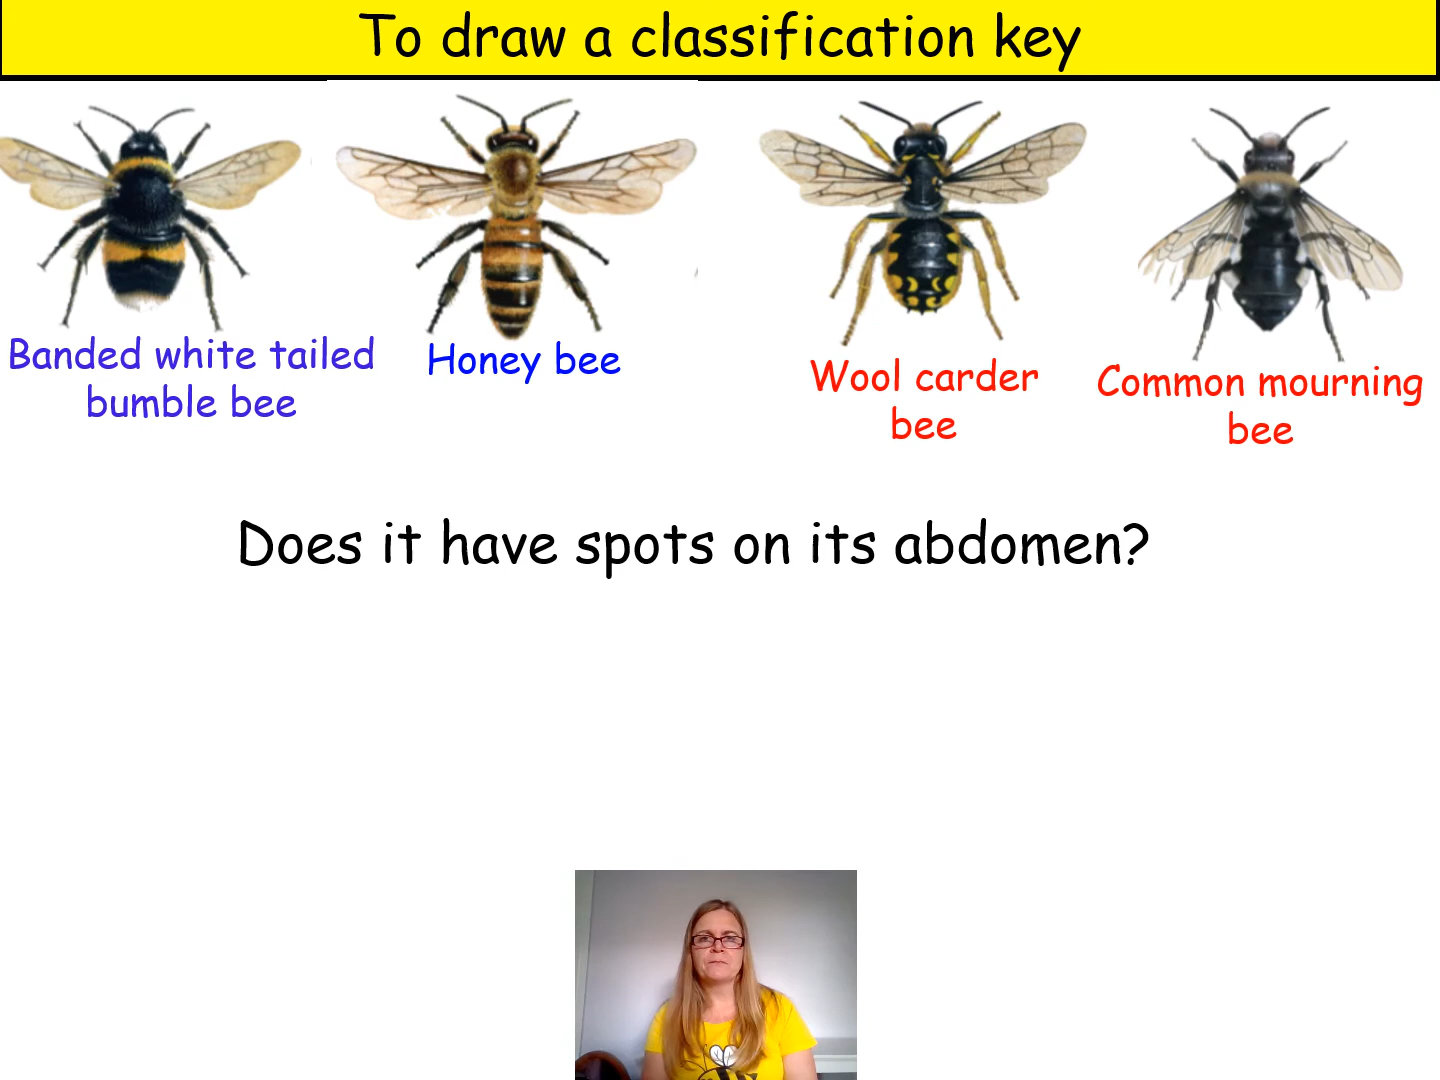 To draw a classification key
Banded white tailed
bumble bee
Honey bee
Wool carder
bee
Common mourning
bee
Does it have spots on its abdomen?